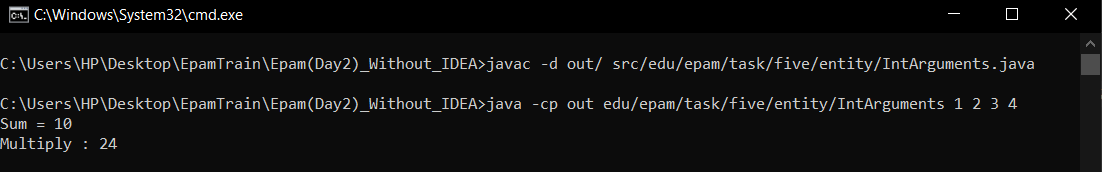 C:\Windows\System32\cmd.exe
C:\Users\HP\Desktop\EpamTrain\Epam(Day2)_Without_IDEA>javac -d out/ src/edu/epam/task/five/entity/IntArguments.java
C:\Users\HP\Desktop\EpamTrain\Epam(Day2)_Without_IDEA>java -cp out edu/epam/task/five/entity/IntArguments 1 2 3 4
Sum = 10
Multiply : 24